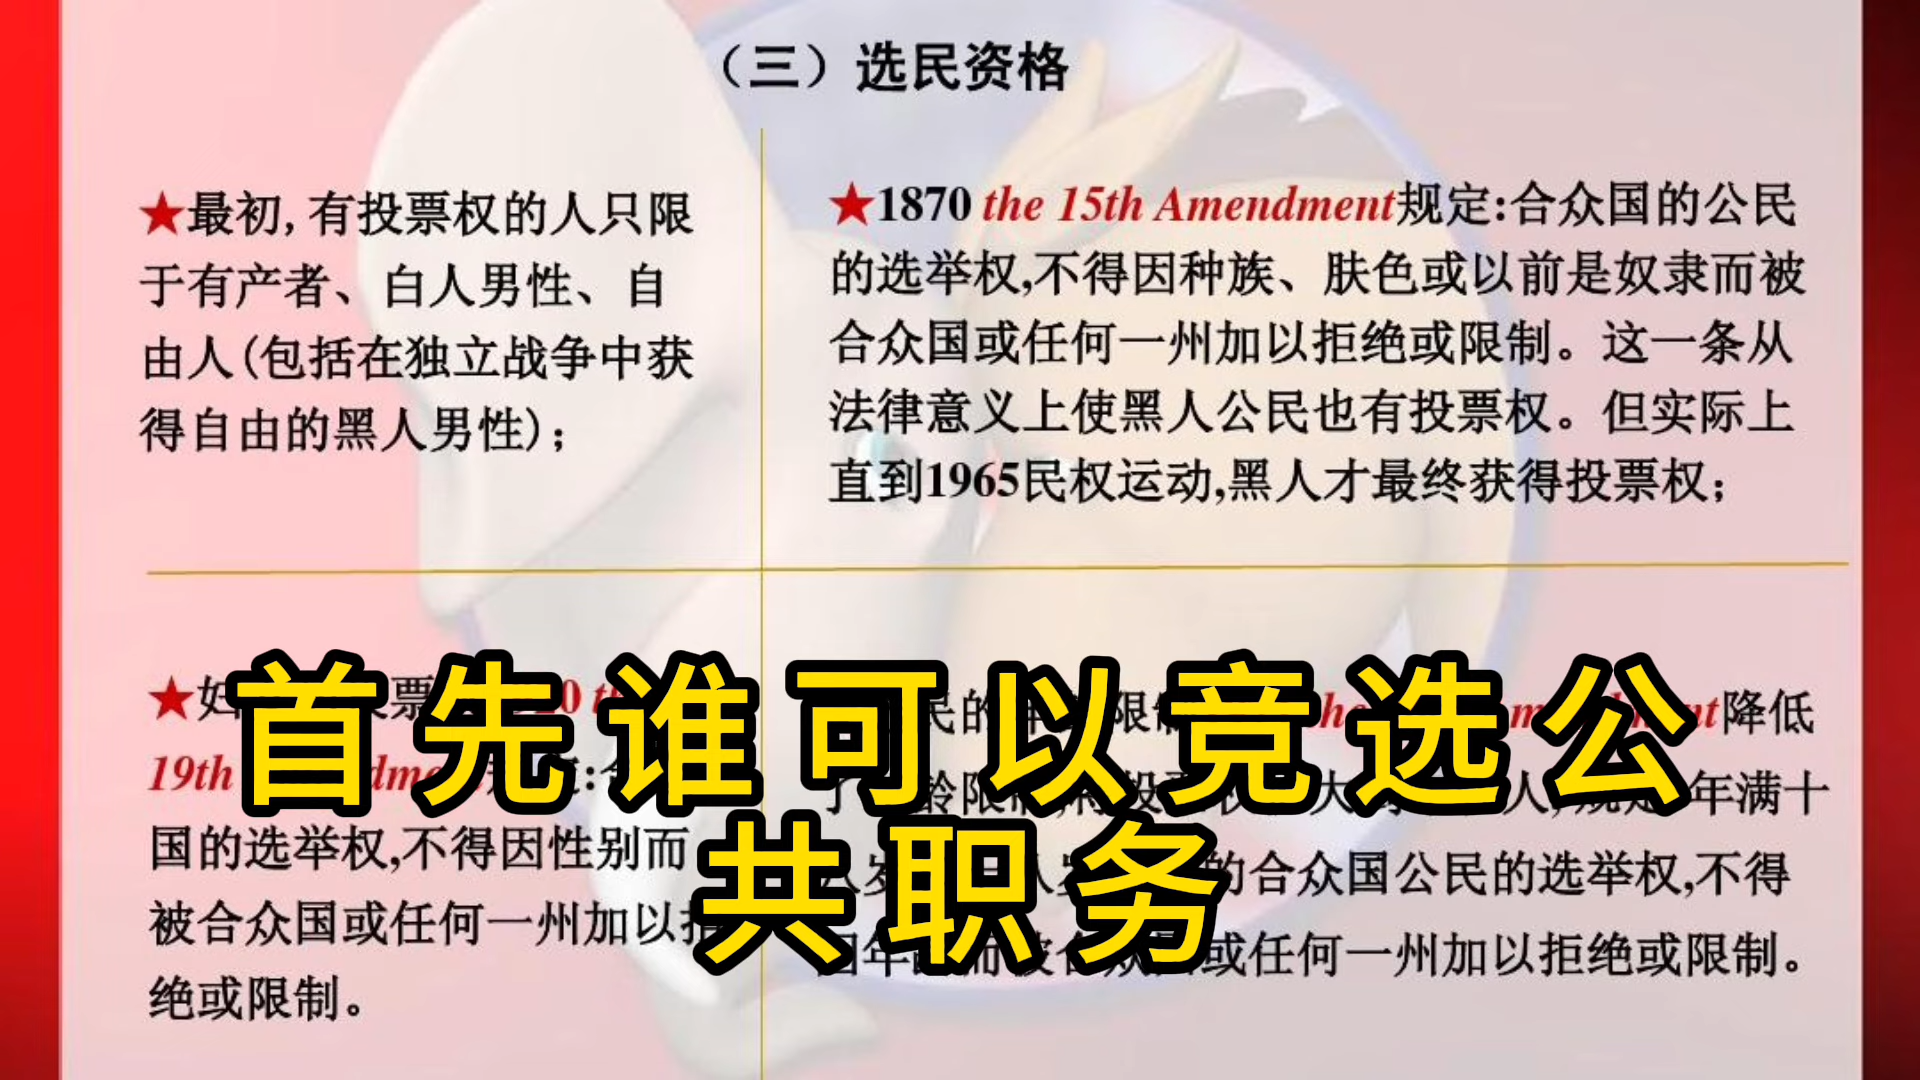 （三）选民资格
★最初,有投票权的人只限
于有产者、白人男性、自
由人(包括在独立战争中获
得自由的黑人男性)；
★1870 the 15th Amendment规定:合众国的公民
的选举权,不得因种族、肤色或以前是奴隶而被
合众国或任何一州加以拒绝或限制。这一条从
法律意义上使黑人公民也有投票权。但实际上
直到1965民权运动,黑人才最终获得投票权；
★妇 票 0
19th
国的选举权,不得因性别而
被合众国或任何一州加以
绝或限制。
民的 限 降低
年满十
的合众国公民的选举权,不得
或任何一州加以拒绝或限制。
首先谁可以竞选公
共职务